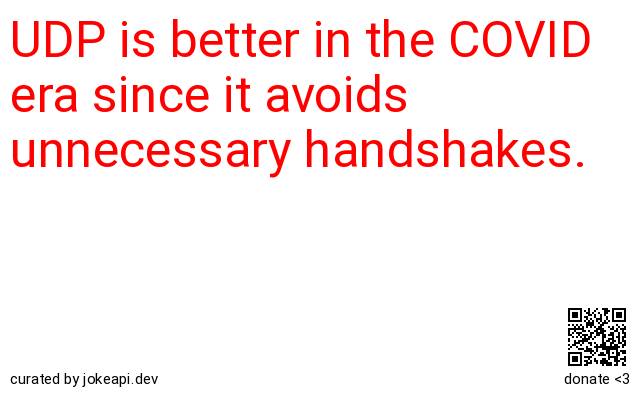 UDP is better in the COVID
era since it avoids
unnecessary handshakes.
curated by jokeapi.dev
donate <3